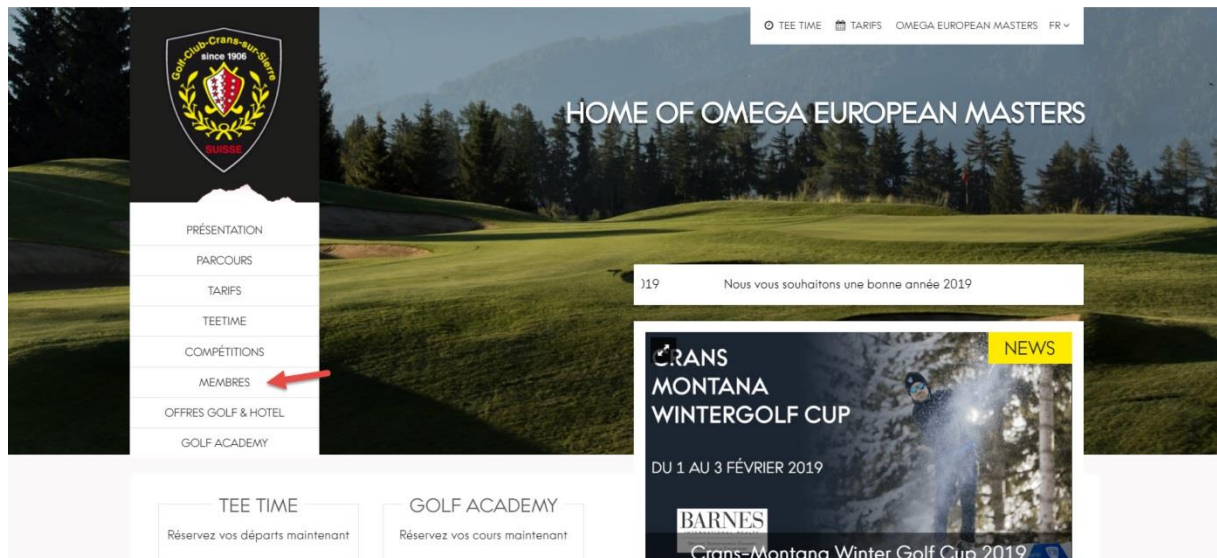 TEE TIME TARIFS OMEGA EUROPEAN MASTERS FR
Golf-Club-Crans-sur-Sierre
since 1906
SUISSE
HOME OF OMEGA EUROPEAN MASTERS
PRÉSENTATION
PARCOURS
TARIFS
TEETIME
COMPÉTITIONS
MEMBRES
OFFRES GOLF & HOTEL
GOLF ACADEMY
019 Nous vous souhaitons une bonne année 2019
NEWS
CRANS
MONTANA
WINTERGOLF CUP
DU 1 AU 3 FÉVRIER 2019
BARNES
Crans-Montana Winter Golf Cup 2019
TEE TIME
Réservez vos départs maintenant
GOLF ACADEMY
Réservez vos cours maintenant